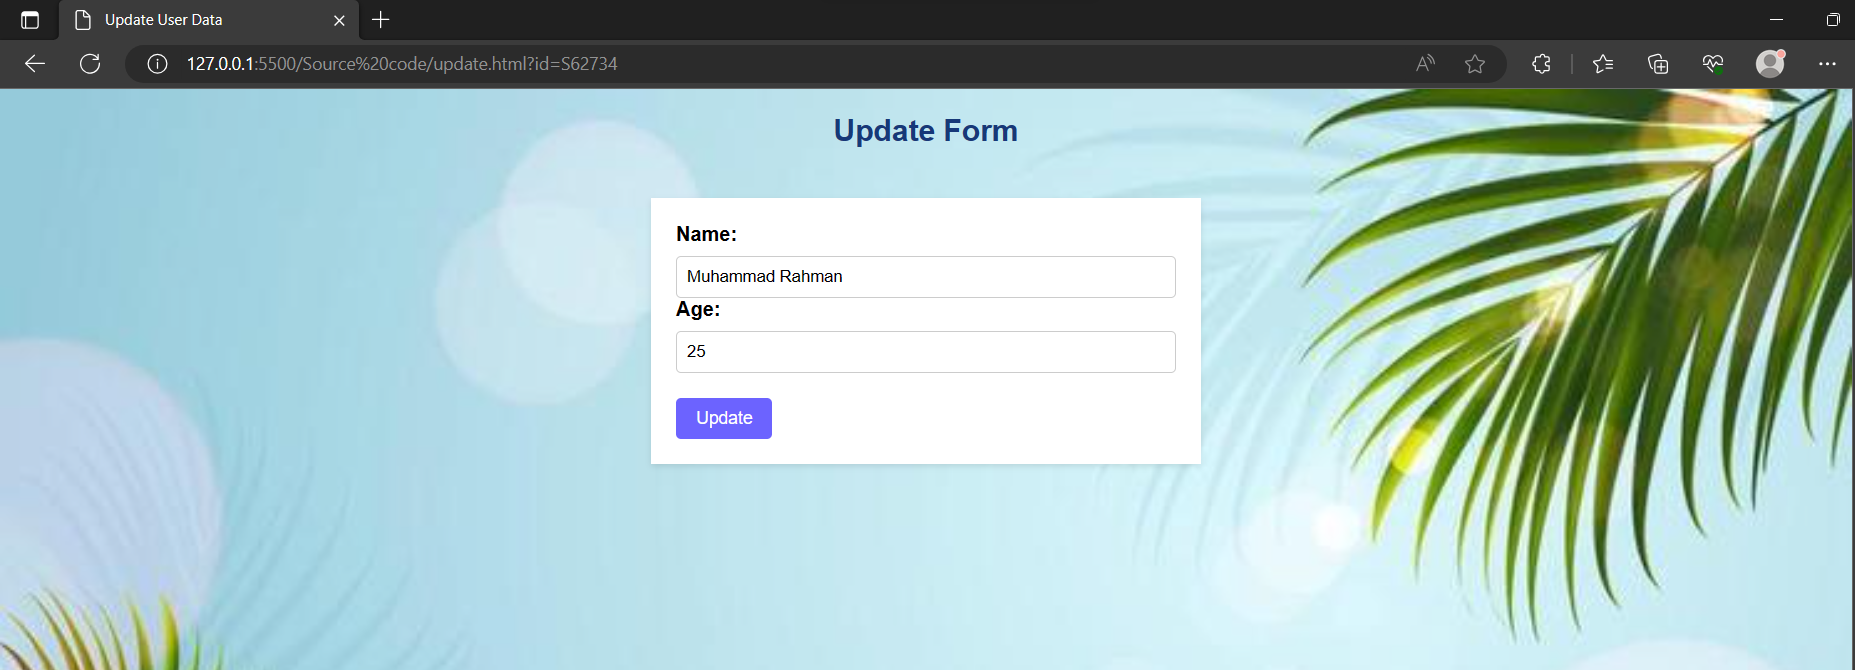 Update User Data
127.0.0.1:5500/Source%20code/update.html?id=S62734
Update Form
Name:
Muhammad Rahman
Age:
25
Update